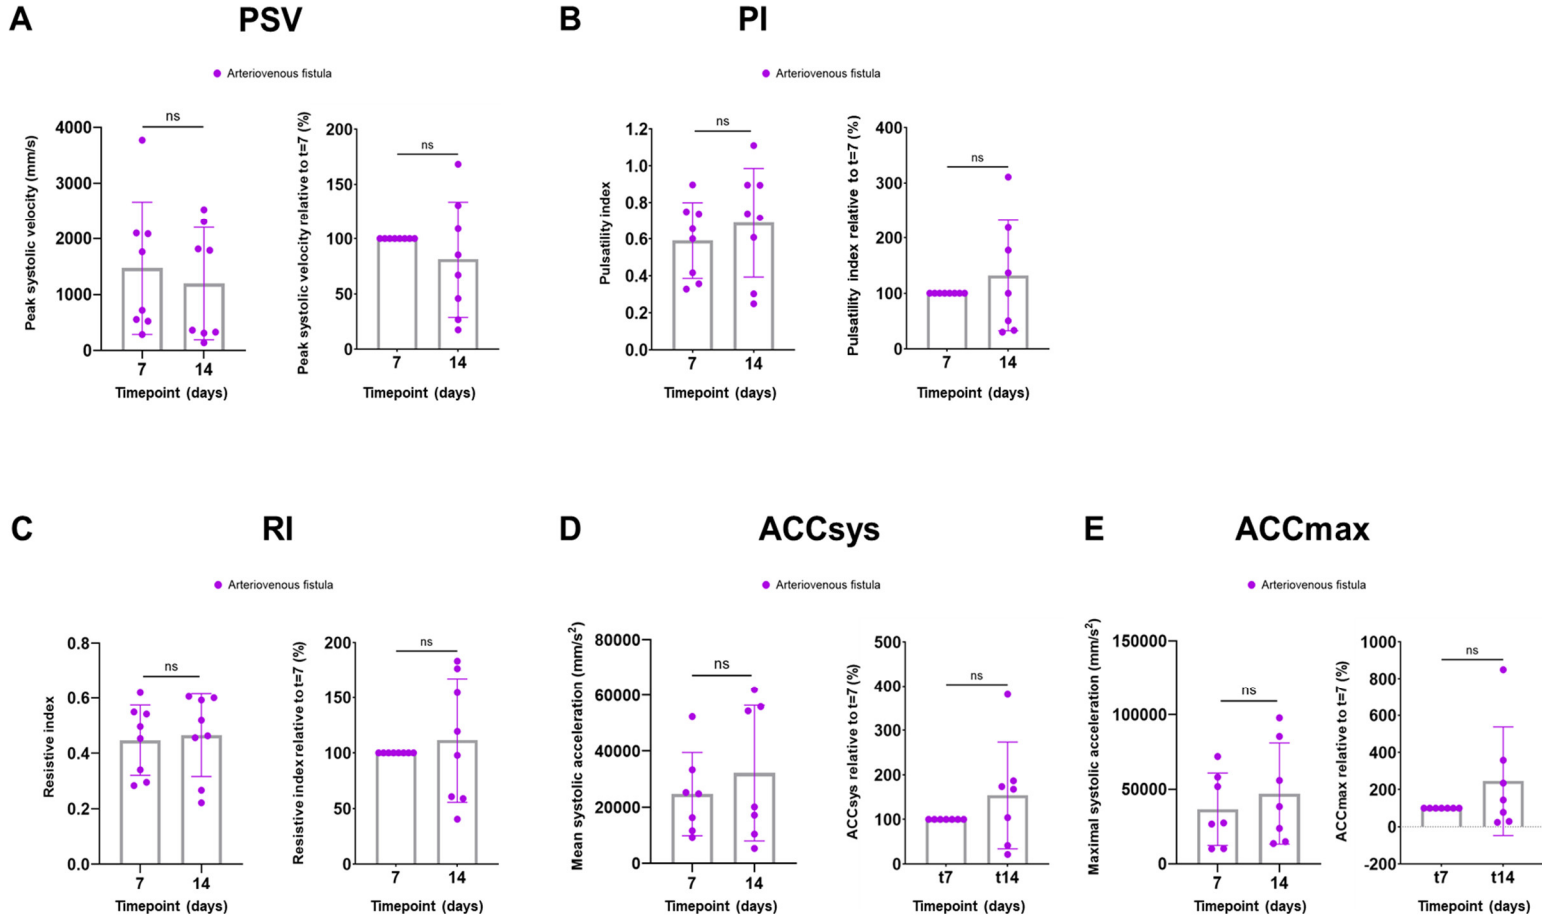 A PSV
Arteriovenous fistula
Peak systolic velocity (mm/s)
4000
3000
2000
1000
0
ns
7 14
Timepoint (days)
Peak systolic velocity relative to t=7 (%)
200
150
100
50
0
ns
7 14
Timepoint (days)
B PI
Arteriovenous fistula
Pulsatility index
1.2
1.0
0.8
0.6
0.4
0.2
0.0
ns
7 14
Timepoint (days)
Pulsatility index relative to t=7 (%)
400
300
200
100
0
ns
7 14
Timepoint (days)
C RI
Arteriovenous fistula
Resistive index
0.8
0.6
0.4
0.2
0.0
ns
7 14
Timepoint (days)
Resistive index relative to t=7 (%)
200
150
100
50
0
ns
7 14
Timepoint (days)
D ACCsys
Arteriovenous fistula
Mean systolic acceleration (mm/s²)
80000
60000
40000
20000
0
ns
7 14
Timepoint (days)
ACCsys relative to t=7 (%)
500
400
300
200
100
0
ns
t7 t14
Timepoint (days)
E ACCmax
Arteriovenous fistula
Maximal systolic acceleration (mm/s²)
150000
100000
50000
0
ns
7 14
Timepoint (days)
ACCmax relative to t=7 (%)
1000
800
600
400
200
0
-200
ns
t7 t14
Timepoint (days)